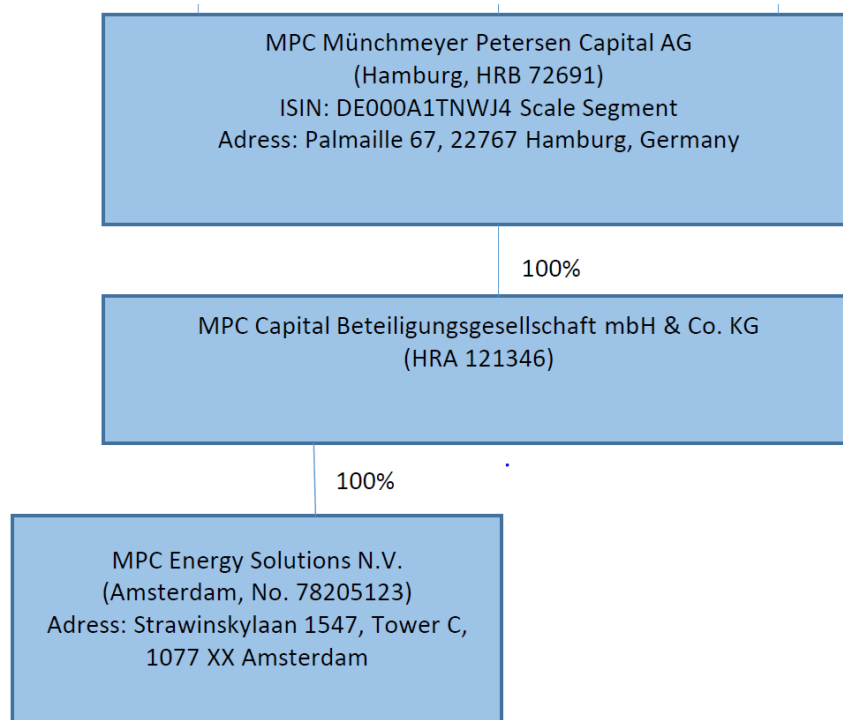 MPC Münchmeyer Petersen Capital AG
(Hamburg, HRB 72691)
ISIN: DE000A1TNWJ4 Scale Segment
Adress: Palmaille 67, 22767 Hamburg, Germany
100%
MPC Capital Beteiligungsgesellschaft mbH & Co. KG
(HRA 121346)
100%
MPC Energy Solutions N.V.
(Amsterdam, No. 78205123)
Adress: Strawinskylaan 1547, Tower C,
1077 XX Amsterdam